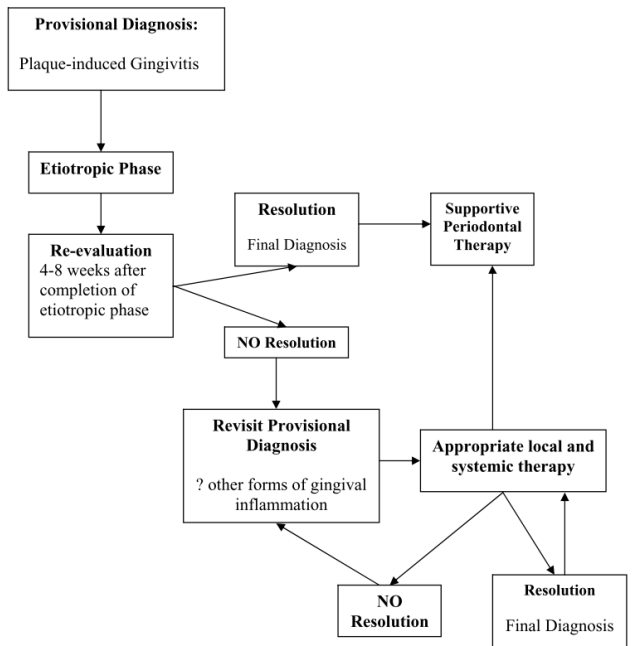 Provisional Diagnosis:
Plaque-induced Gingivitis
Etiotropic Phase
Re-evaluation
4-8 weeks after
completion of
etiotropic phase
Resolution
Final Diagnosis
Supportive
Periodontal
Therapy
NO Resolution
Revisit Provisional
Diagnosis
? other forms of gingival
inflammation
Appropriate local and
systemic therapy
NO
Resolution
Resolution
Final Diagnosis